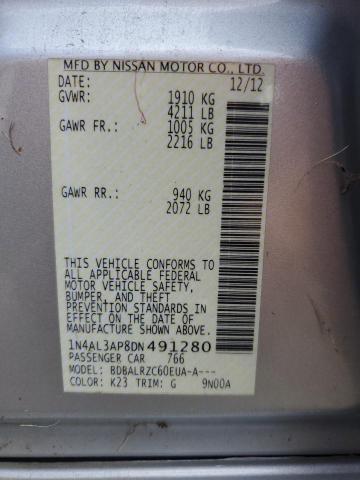 MFD BY NISSAN MOTOR CO., LTD.
DATE: 12/12
GVWR: 1910 KG
4211 LB
GAWR FR.: 1005 KG
2216 LB
GAWR RR.: 940 KG
2072 LB
THIS VEHICLE CONFORMS TO
ALL APPLICABLE FEDERAL
MOTOR VEHICLE SAFETY,
BUMPER, AND THEFT
PREVENTION STANDARDS IN
EFFECT ON THE DATE OF
MANUFACTURE SHOWN ABOVE.
1N4AL3AP8DN491280
PASSENGER CAR 766
MODEL: BDBALRZC60EUA-A---
COLOR: K23 TRIM: G 9N00A